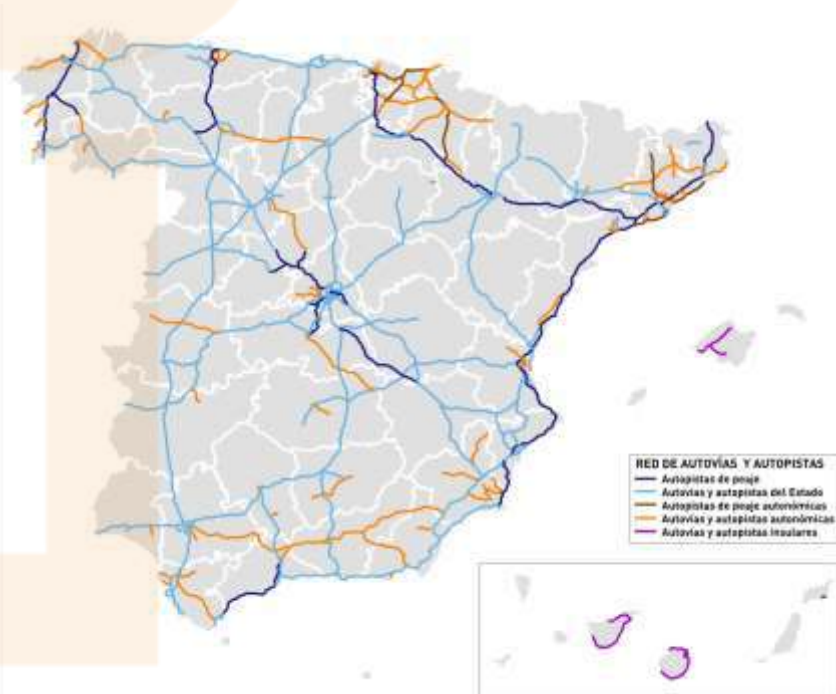 RED DE AUTOVÍAS Y AUTOPISTAS
Autopistas de peaje
Autovías y autopistas del Estado
Autopistas de peaje autonómicas
Autovías y autopistas autonómicas
Autovías y autopistas insulares